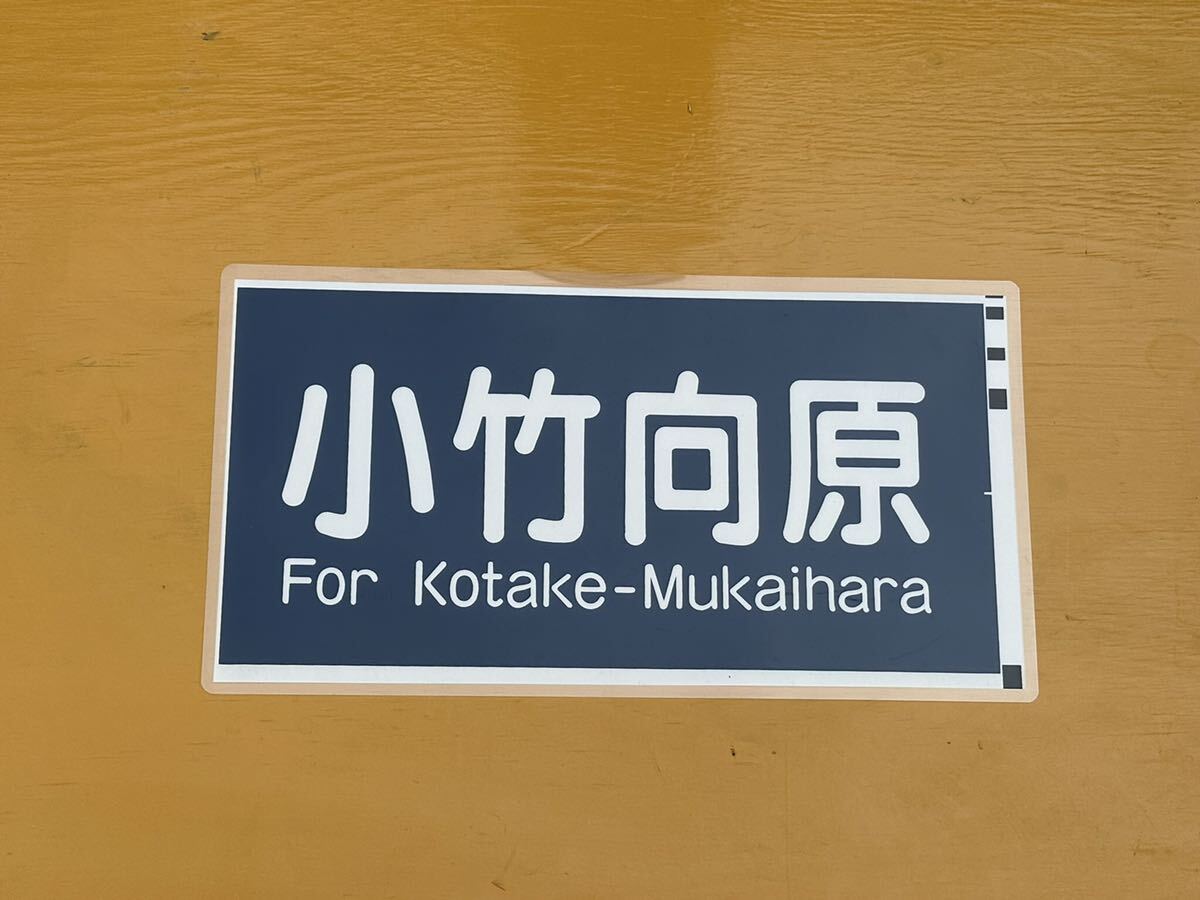 小竹向原
For Kotake-Mukaihara